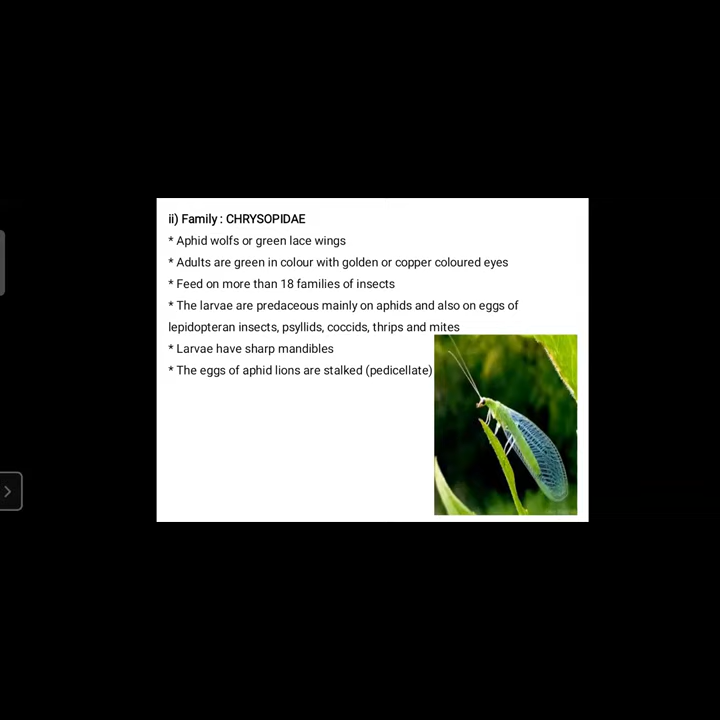 ii) Family : CHRYSOPIDAE
* Aphid wolfs or green lace wings
* Adults are green in colour with golden or copper coloured eyes
* Feed on more than 18 families of insects
* The larvae are predaceous mainly on aphids and also on eggs of
lepidopteran insects, psyllids, coccids, thrips and mites
* Larvae have sharp mandibles
* The eggs of aphid lions are stalked (pedicellate)